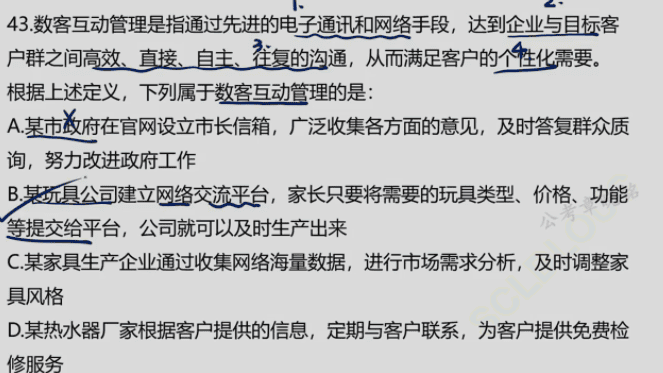 1.
2.
43.数客互动管理是指通过先进的电子通讯和网络手段，达到企业与目标客
3.
4
户群之间高效、直接、自主、往复的沟通，从而满足客户的个性化需要。
根据上述定义，下列属于数客互动管理的是：
A.某市政府在官网设立市长信箱，广泛收集各方面的意见，及时答复群众质
询，努力改进政府工作
B.某玩具公司建立网络交流平台，家长只要将需要的玩具类型、价格、功能
等提交给平台，公司就可以及时生产出来
C.某家具生产企业通过收集网络海量数据，进行市场需求分析，及时调整家
具风格
D.某热水器厂家根据客户提供的信息，定期与客户联系，为客户提供免费检
修服务